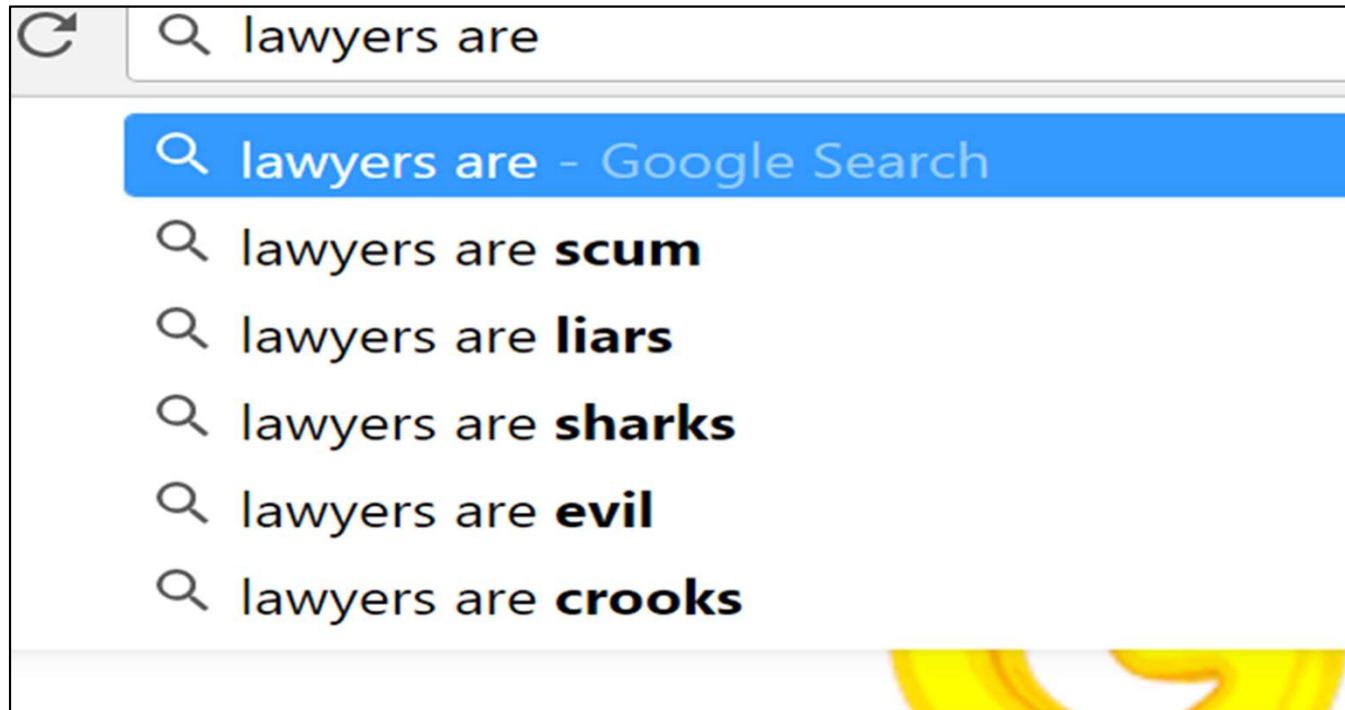 lawyers are
lawyers are - Google Search
lawyers are scum
lawyers are liars
lawyers are sharks
lawyers are evil
lawyers are crooks